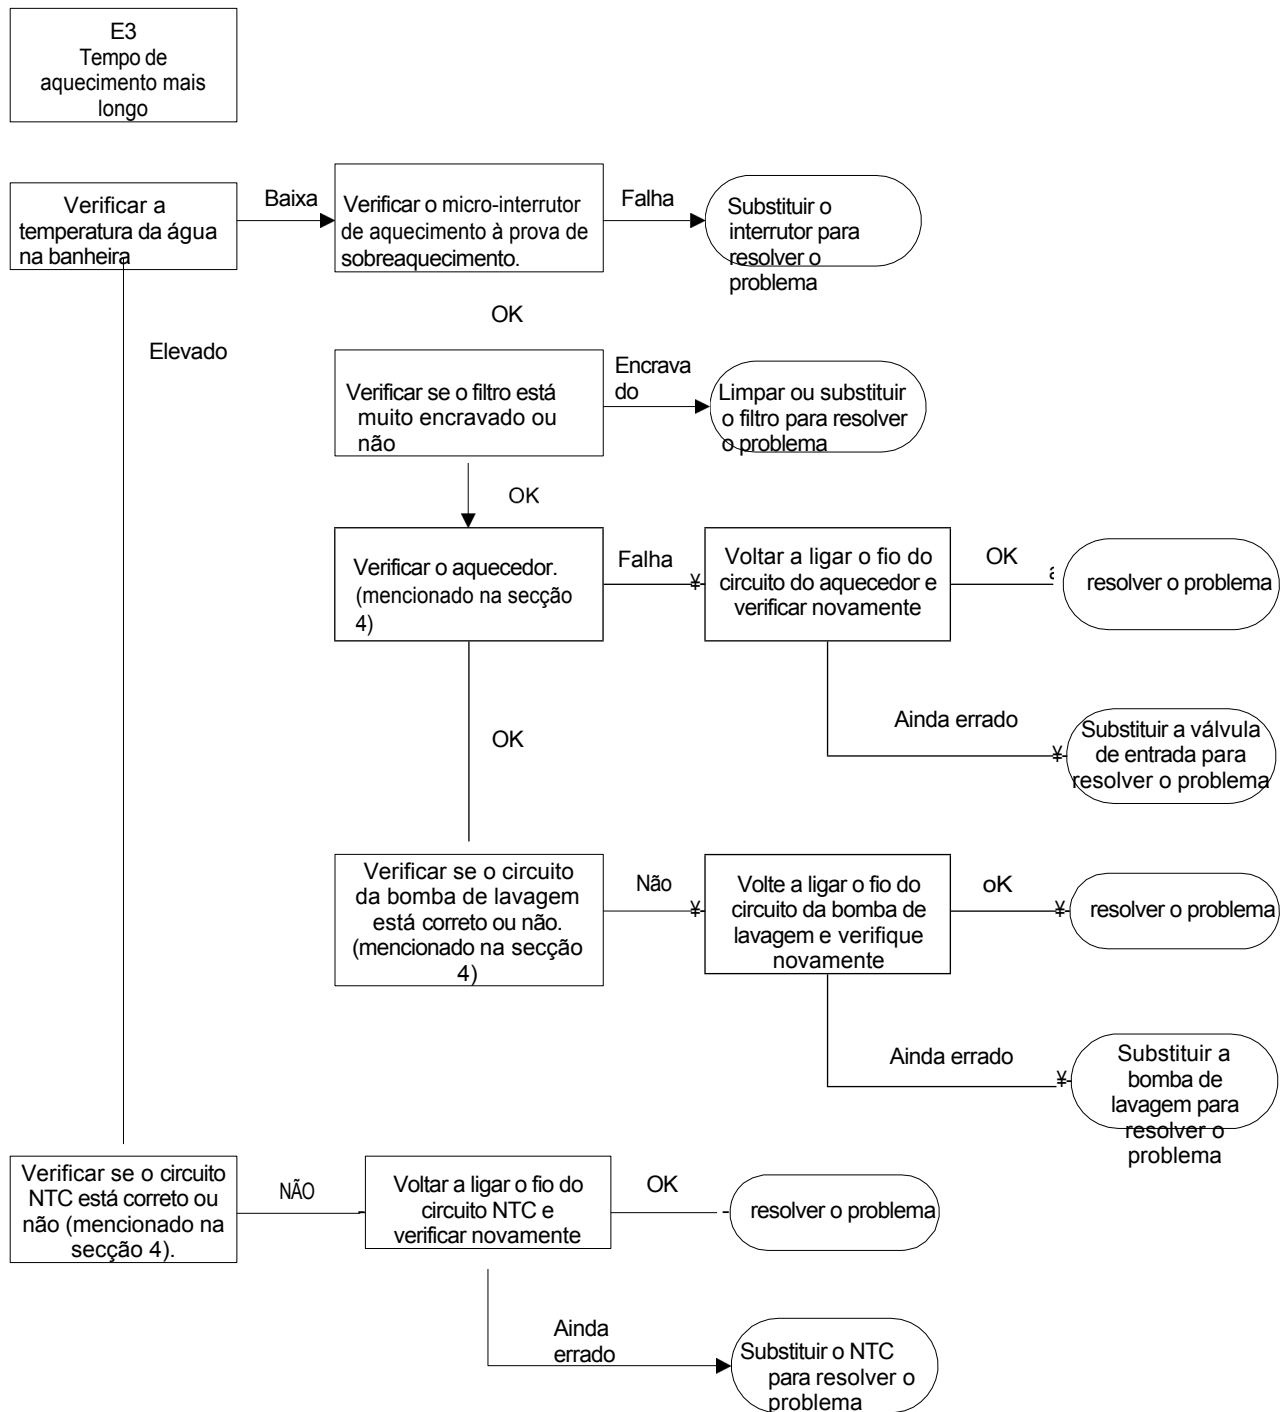 E3
Tempo de
aquecimento mais
longo
Verificar a
temperatura da água
na banheira
Baixa
Verificar o micro-interrutor
de aquecimento à prova de
sobreaquecimento.
Falha
Substituir o
interrutor para
resolver o
problema
OK
Elevado
Verificar se o filtro está
muito encravado ou
não
Encrava
do
Limpar ou substituir
o filtro para resolver
o problema
OK
Verificar o aquecedor.
(mencionado na secção
4)
Falha
¥-
Voltar a ligar o fio do
circuito do aquecedor e
verificar novamente
OK
resolver o problema
OK
Ainda errado
¥-
Substituir a válvula
de entrada para
resolver o problema
Verificar se o circuito
da bomba de lavagem
está correto ou não.
(mencionado na secção
4)
Não
¥-
Volte a ligar o fio do
circuito da bomba de
lavagem e verifique
novamente
oK
¥-
resolver o problema
Ainda errado
¥-
Substituir a
bomba de
lavagem para
resolver o
problema
Verificar se o circuito
NTC está correto ou
não (mencionado na
secção 4).
NÃO
-
Voltar a ligar o fio do
circuito NTC e
verificar novamente
OK
-
resolver o problema
Ainda
errado
Substituir o NTC
para resolver o
problema